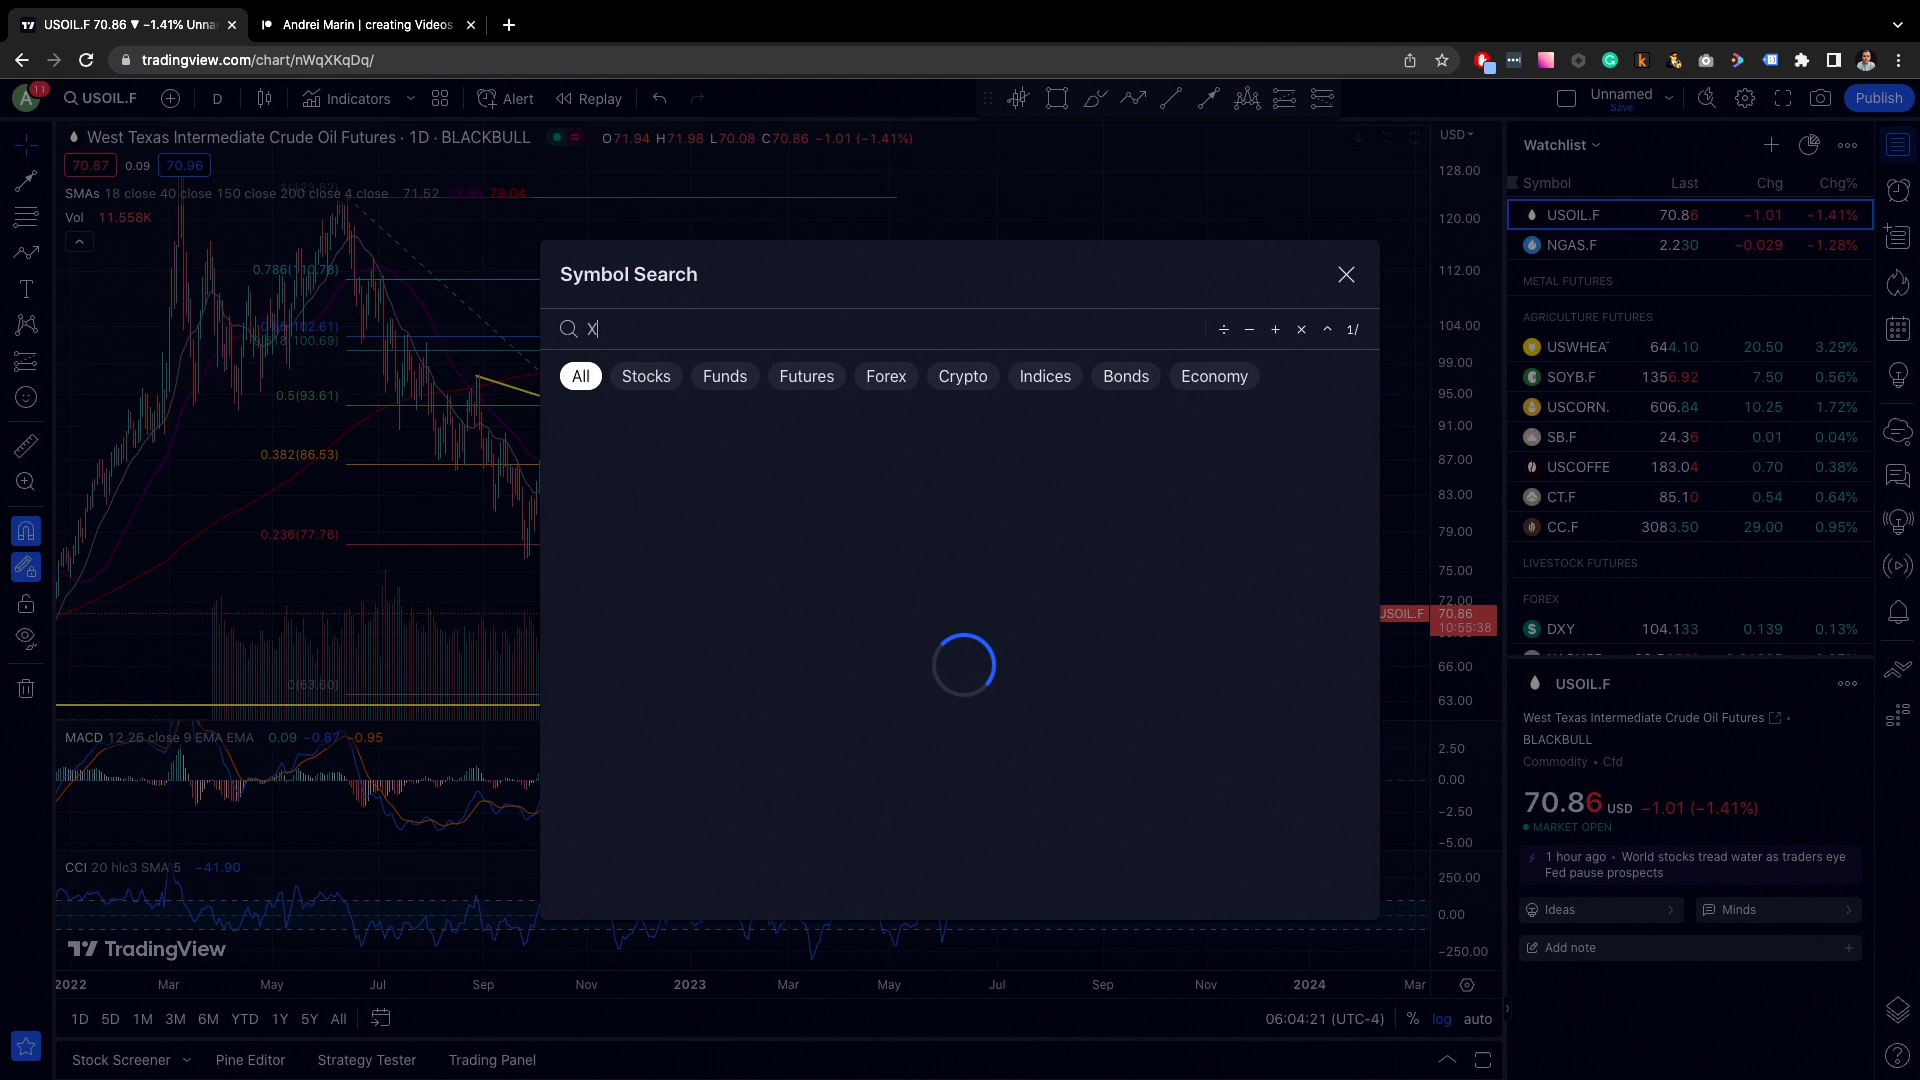 USOIL.F 70.86 ▼ −1.41% Unna
Andrei Marin | creating Videos
tradingview.com/chart/nWqXKqDq/
A 11
USOIL.F
D
Indicators
Alert
Replay
Unnamed
Save
Publish
West Texas Intermediate Crude Oil Futures · 1D · BLACKBULL
O71.94 H71.98 L70.08 C70.86 −1.01 (−1.41%)
70.87 0.09 70.96
SMAs 18 close 40 close 150 close 200 close 4 close 71.52 73.95 79.04
Vol 11.558K
0.786(110.78)
0.618(100.69)
0.5(93.61)
0.382(86.53)
0.236(77.76)
0(63.60)
MACD 12 26 close 9 EMA EMA 0.09 −0.87 −0.95
CCI 20 hlc3 SMA 5 −41.90
TradingView
Symbol Search
X
÷ − + × ^ 1/
All Stocks Funds Futures Forex Crypto Indices Bonds Economy
USD
128.00
120.00
112.00
104.00
99.00
95.00
91.00
87.00
83.00
79.00
75.00
72.00
USOIL.F 70.86
10:55:38
66.00
63.00
2.50
0.00
−2.50
−5.00
250.00
0.00
−250.00
2022 Mar May Jul Sep Nov 2023 Mar May Jul Sep Nov 2024 Mar
1D 5D 1M 3M 6M YTD 1Y 5Y All
06:04:21 (UTC-4) % log auto
Stock Screener Pine Editor Strategy Tester Trading Panel
Watchlist
Symbol Last Chg Chg%
USOIL.F 70.86 −1.01 −1.41%
NGAS.F 2.230 −0.029 −1.28%
METAL FUTURES
AGRICULTURE FUTURES
USWHEA 644.10 20.50 3.29%
SOYB.F 1356.92 7.50 0.56%
USCORN. 606.84 10.25 1.72%
SB.F 24.36 0.01 0.04%
USCOFFE 183.04 0.70 0.38%
CT.F 85.10 0.54 0.64%
CC.F 3083.50 29.00 0.95%
LIVESTOCK FUTURES
FOREX
DXY 104.133 0.139 0.13%
USOIL.F
West Texas Intermediate Crude Oil Futures •
BLACKBULL
Commodity • Cfd
70.86 USD −1.01 (−1.41%)
MARKET OPEN
1 hour ago • World stocks tread water as traders eye
Fed pause prospects
Ideas
Minds
Add note